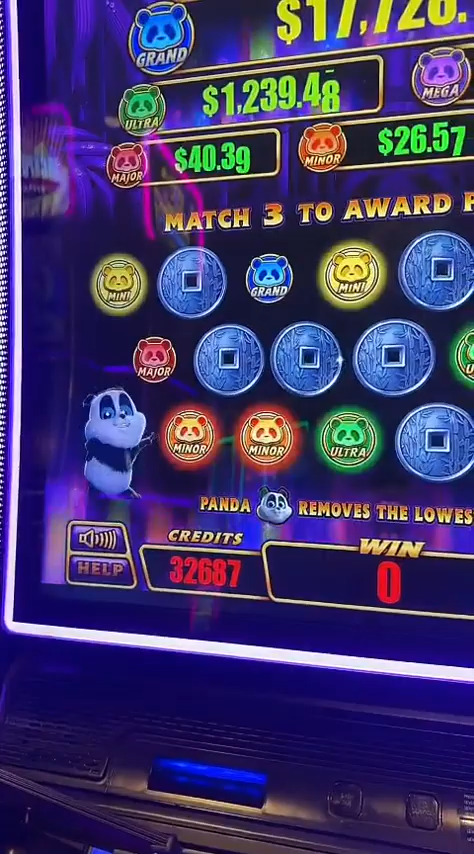 GRAND
$17,728.
ULTRA
$1,239.48
MEGA
MAJOR
$40.39
MINOR
$26.57
MATCH 3 TO AWARD
MINI
GRAND
MINI
MAJOR
MINOR
MINOR
ULTRA
PANDA REMOVES THE LOWES
HELP
CREDITS
32687
WIN
0